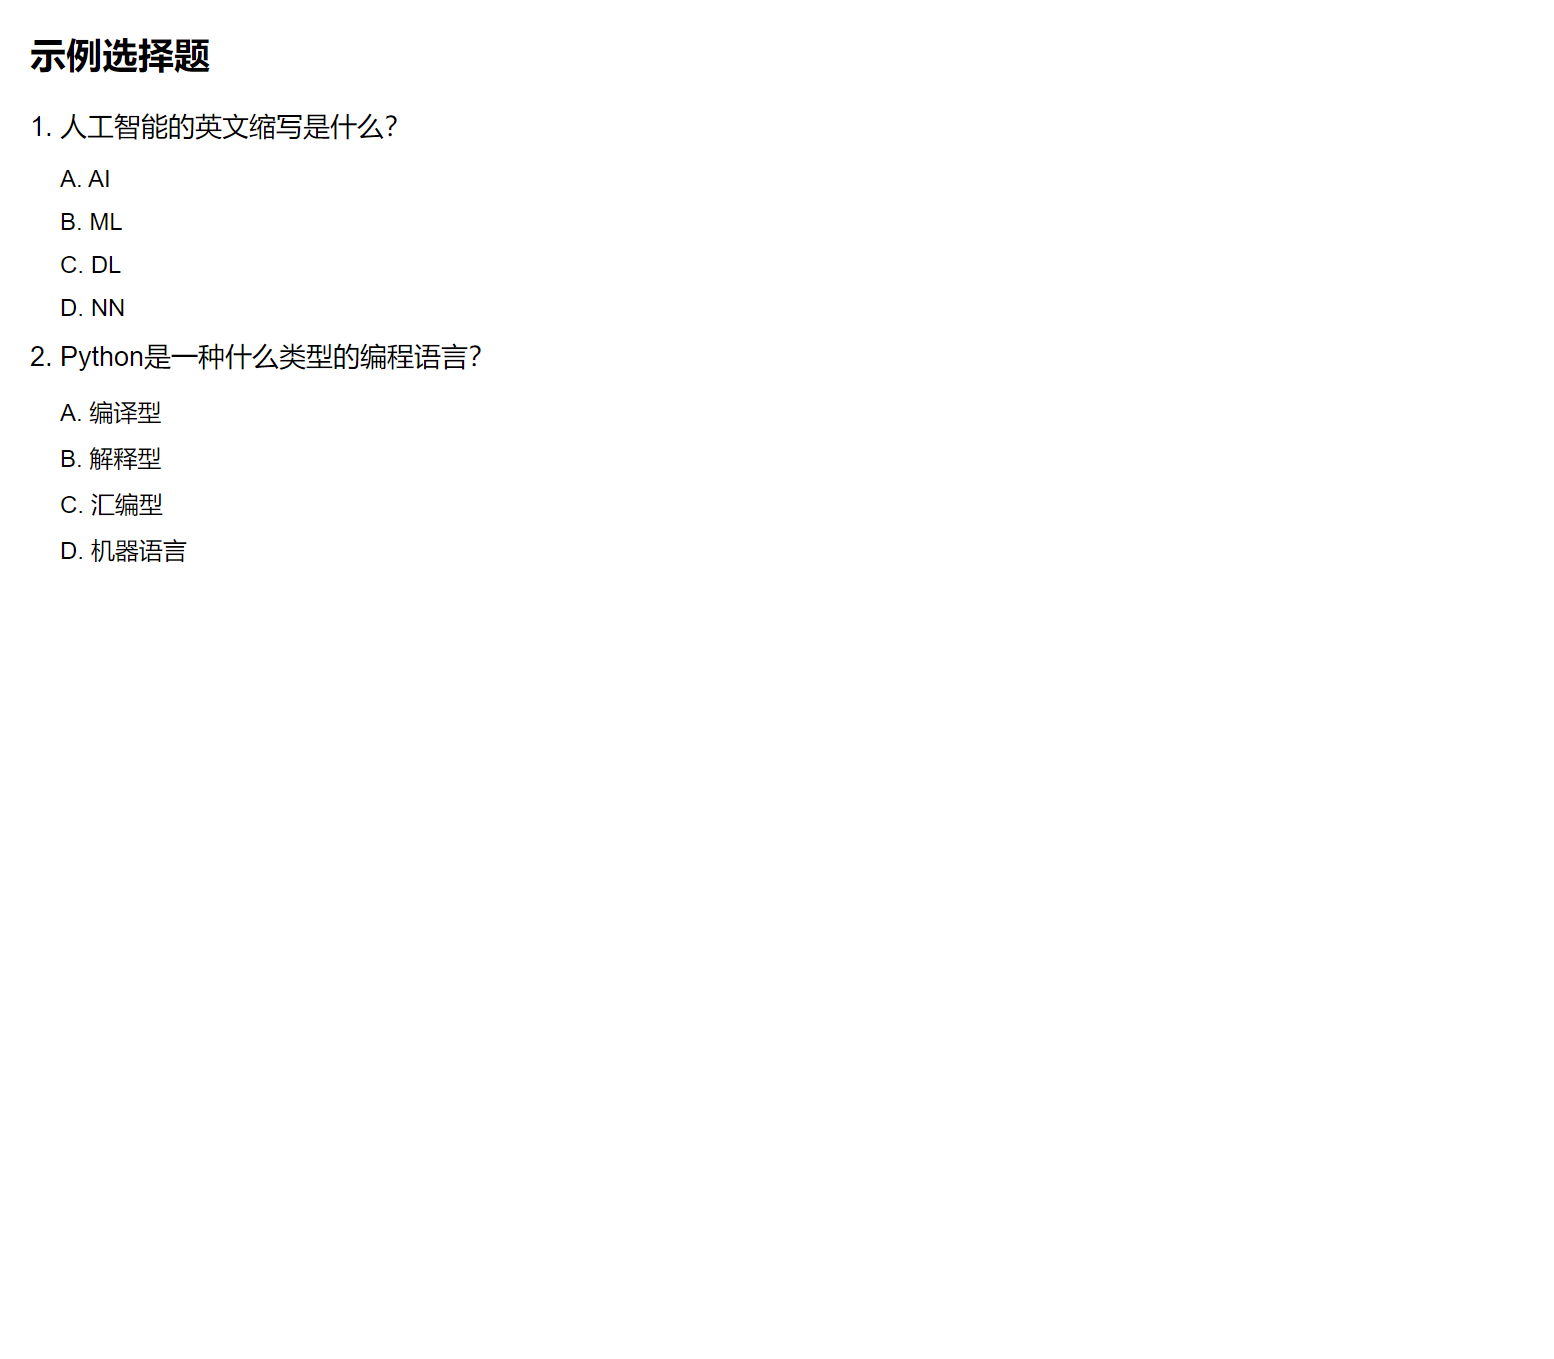 示例选择题
1. 人工智能的英文缩写是什么？
A. AI
B. ML
C. DL
D. NN
2. Python是一种什么类型的编程语言？
A. 编译型
B. 解释型
C. 汇编型
D. 机器语言